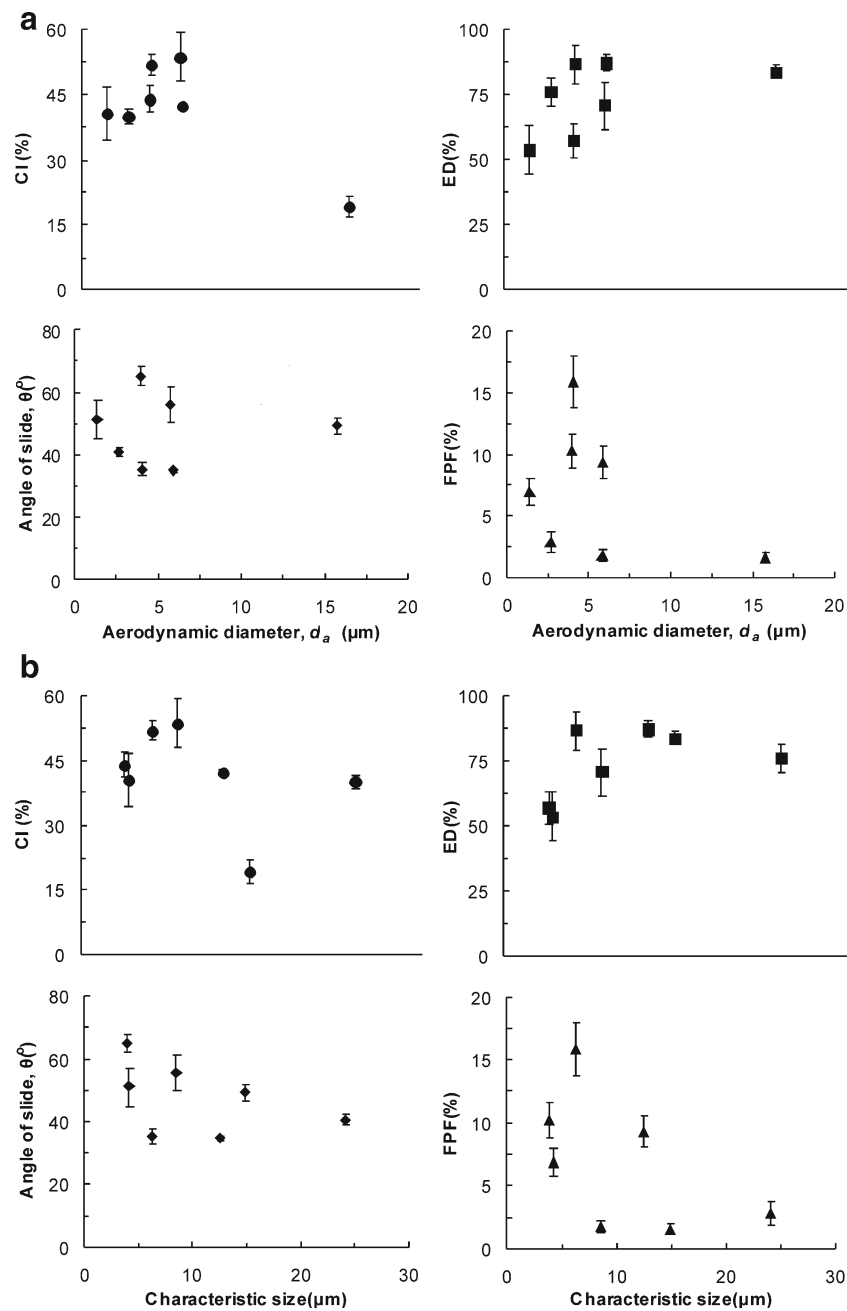 a
60
45
30
15
0
CI (%)
100
75
50
25
0
ED(%)
80
60
40
20
0
Angle of slide, θ(º)
0 5 10 15 20
Aerodynamic diameter, da (µm)
20
15
10
5
0
FPF(%)
0 5 10 15 20
Aerodynamic diameter, da (µm)
b
60
45
30
15
0
CI (%)
100
75
50
25
0
ED(%)
80
60
40
20
0
Angle of slide, θ(º)
0 10 20 30
Characteristic size(µm)
20
15
10
5
0
FPF(%)
0 10 20 30
Characteristic size(µm)